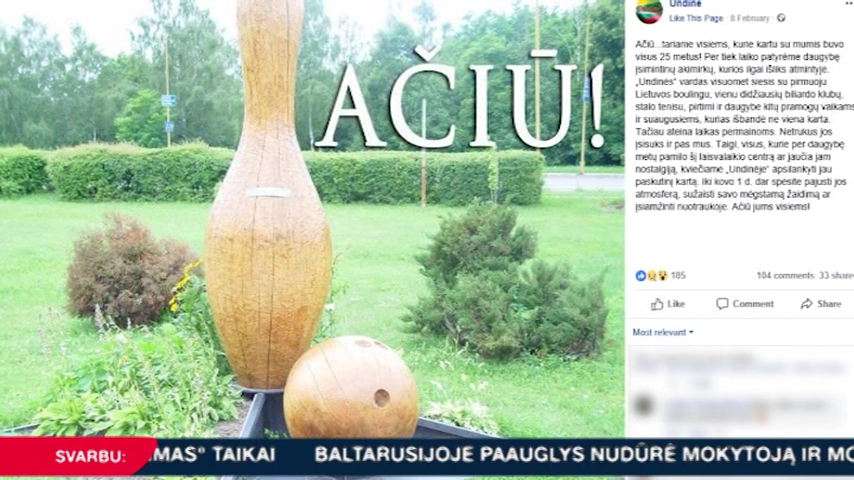 AČIŪ!
Undinė
Like This Page · 8 February ·
Ačiū...tariame visiems, kurie kartu su mumis buvo
visus 25 metus! Per tiek laiko patyrėme daugybę
įsimintinų akimirkų, kurios ilgai išliks atmintyje.
„Undinės" vardas visuomet siesis su pirmuoju
Lietuvos boulingu, vienu didžiausių biliardo klubų,
stalo tenisu, pirtimi ir daugybe kitų pramogų vaikams
ir suaugusiems, kurias išbandė ne viena karta.
Tačiau ateina laikas permainoms. Netrukus jos
įsisuks ir pas mus. Taigi, visus, kurie per daugybę
metų pamilo šį laisvalaikio centrą ar jaučia jam
nostalgiją, kviečiame „Undinėje" apsilankyti jau
paskutinį kartą. Iki kovo 1 d. dar spėsite pajusti jos
atmosferą, sužaisti savo mėgstamą žaidimą ar
įsiamžinti nuotraukoje. Ačiū jums visiems!
185
104 comments 33 share
Like Comment Share
Most relevant
SVARBU: IMAS" TAIKAI BALTARUSIJOJE PAAUGLYS NUDŪRĖ MOKYTOJĄ IR MO